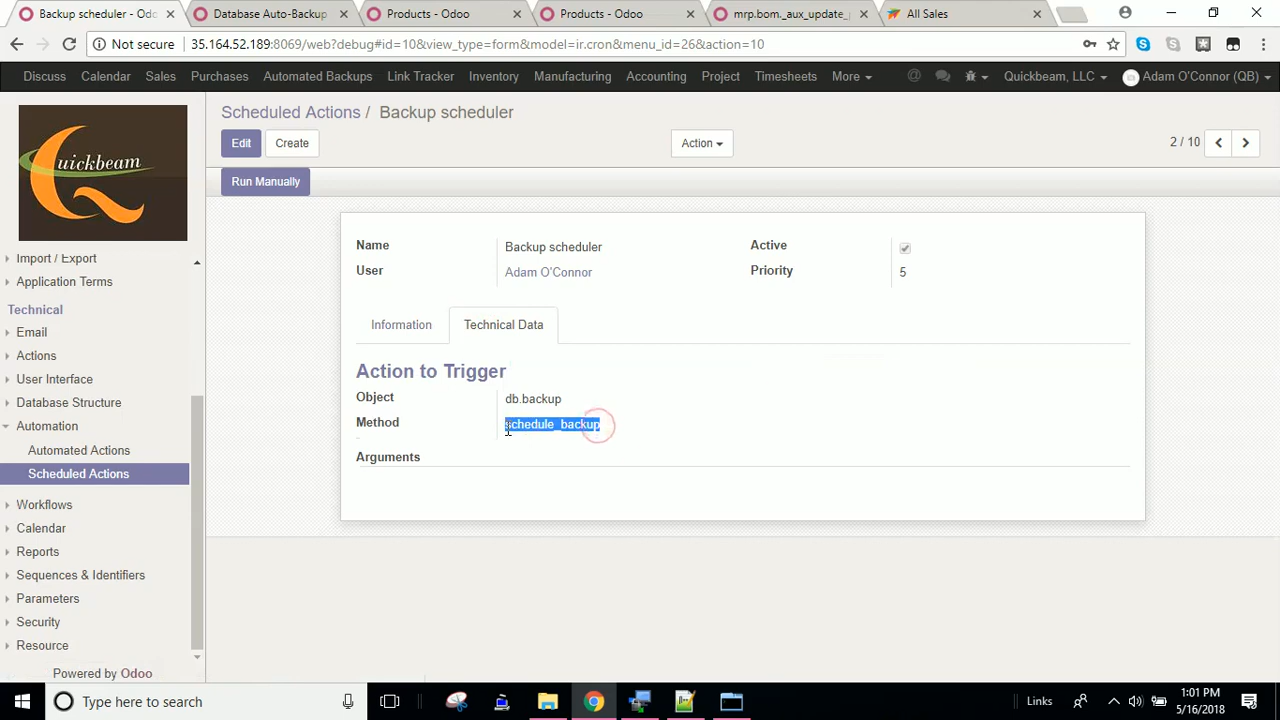 Backup scheduler - Odo
Database Auto-Backup
Products - Odoo
Products - Odoo
mrp.bom._aux_update_
All Sales
Not secure
35.164.52.189:8069/web?debug#id=10&view_type=form&model=ir.cron&menu_id=26&action=10
Discuss Calendar Sales Purchases Automated Backups Link Tracker Inventory Manufacturing Accounting Project Timesheets More Quickbeam, LLC Adam O'Connor (QB)
Quickbeam
Scheduled Actions / Backup scheduler
Edit Create Action 2 / 10
Run Manually
Import / Export
Application Terms
Technical
Email
Actions
User Interface
Database Structure
Automation
Automated Actions
Scheduled Actions
Workflows
Calendar
Reports
Sequences & Identifiers
Parameters
Security
Resource
Powered by Odoo
Name Backup scheduler Active
User Adam O'Connor Priority 5
Information Technical Data
Action to Trigger
Object db.backup
Method schedule_backup
Arguments
Type here to search
Links
1:01 PM
5/16/2018